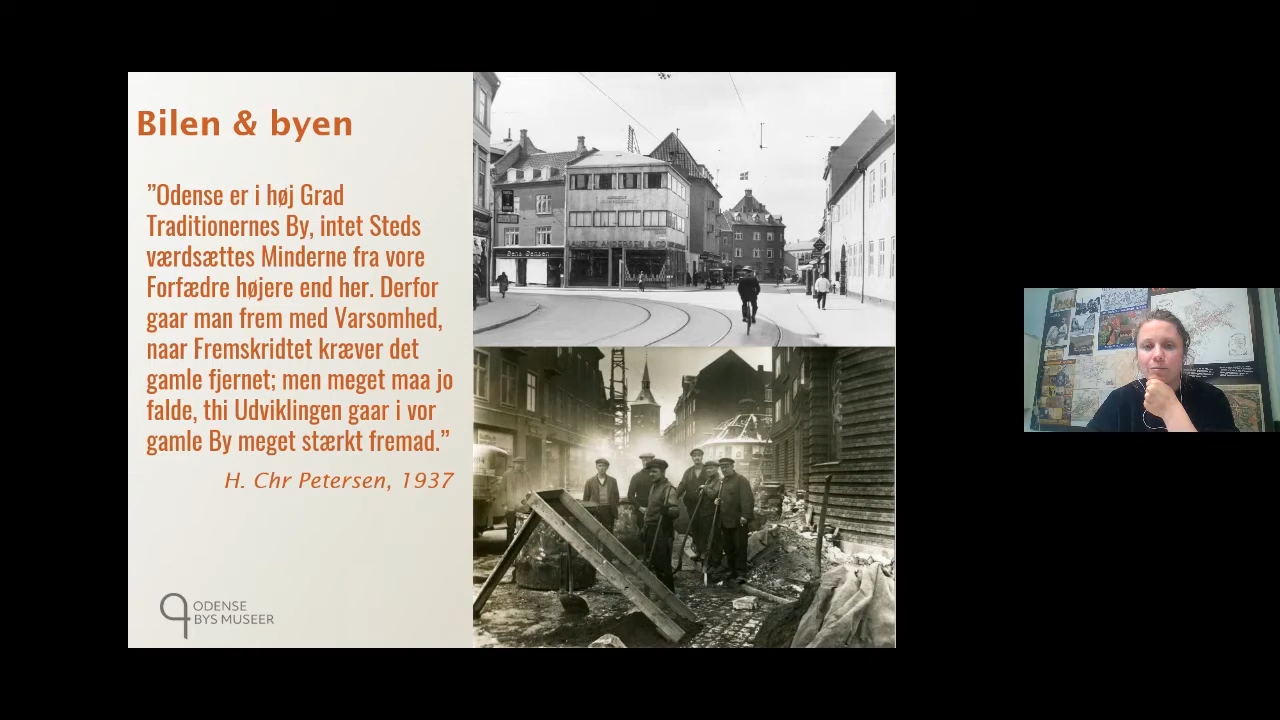 Bilen & byen
”Odense er i høj Grad
Traditionernes By, intet Steds
værdsættes Minderne fra vore
Forfædre højere end her. Derfor
gaar man frem med Varsomhed,
naar Fremskridtet kræver det
gamle fjernet; men meget maa jo
falde, thi Udviklingen gaar i vor
gamle By meget stærkt fremad.”
H. Chr Petersen, 1937
ODENSE
BYS MUSEER